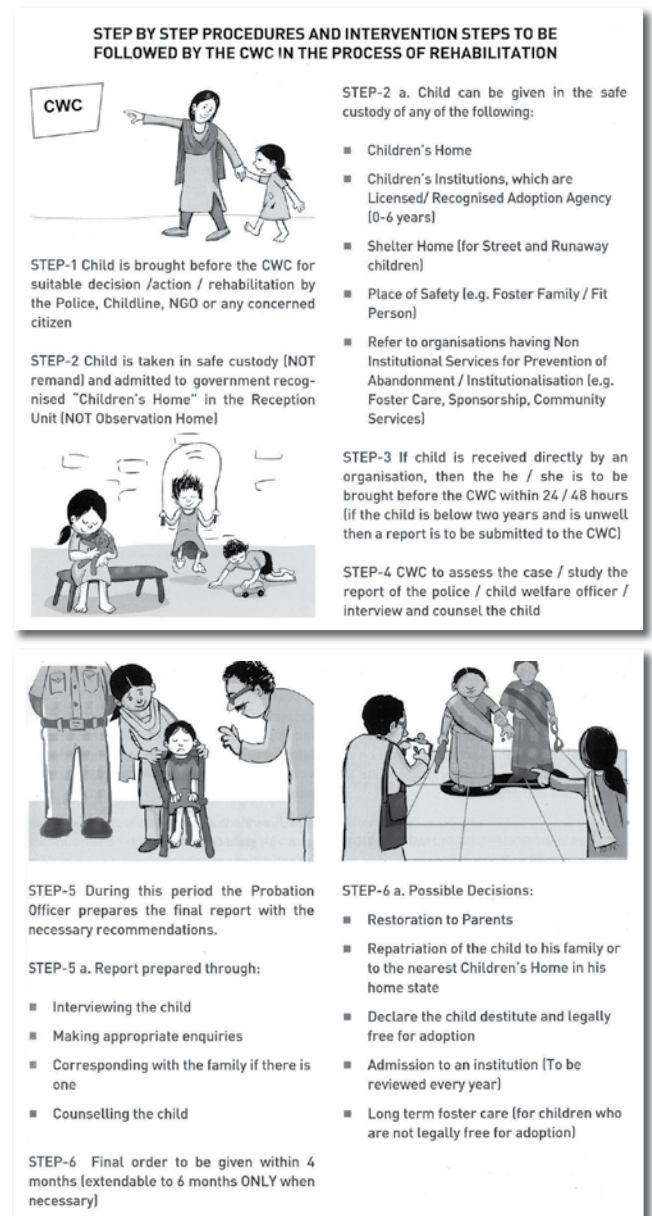 STEP BY STEP PROCEDURES AND INTERVENTION STEPS TO BE
FOLLOWED BY THE CWC IN THE PROCESS OF REHABILITATION
CWC
STEP-1 Child is brought before the CWC for
suitable decision /action / rehabilitation by
the Police, Childline, NGO or any concerned
citizen
STEP-2 Child is taken in safe custody (NOT
remand) and admitted to government recog-
nised "Children's Home" in the Reception
Unit (NOT Observation Home)
STEP-2 a. Child can be given in the safe
custody of any of the following:
■ Children's Home
■ Children's Institutions, which are
Licensed/ Recognised Adoption Agency
(0-6 years)
■ Shelter Home (for Street and Runaway
children)
■ Place of Safety (e.g. Foster Family / Fit
Person)
■ Refer to organisations having Non
Institutional Services for Prevention of
Abandonment / Institutionalisation (e.g.
Foster Care, Sponsorship, Community
Services)
STEP-3 If child is received directly by an
organisation, then the he / she is to be
brought before the CWC within 24 / 48 hours
(if the child is below two years and is unwell
then a report is to be submitted to the CWC)
STEP-4 CWC to assess the case / study the
report of the police / child welfare officer /
interview and counsel the child
STEP-5 During this period the Probation
Officer prepares the final report with the
necessary recommendations.
STEP-5 a. Report prepared through:
■ Interviewing the child
■ Making appropriate enquiries
■ Corresponding with the family if there is
one
■ Counselling the child
STEP-6 Final order to be given within 4
months (extendable to 6 months ONLY when
necessary)
STEP-6 a. Possible Decisions:
■ Restoration to Parents
■ Repatriation of the child to his family or
to the nearest Children's Home in his
home state
■ Declare the child destitute and legally
free for adoption
■ Admission to an institution (To be
reviewed every year)
■ Long term foster care (for children who
are not legally free for adoption)